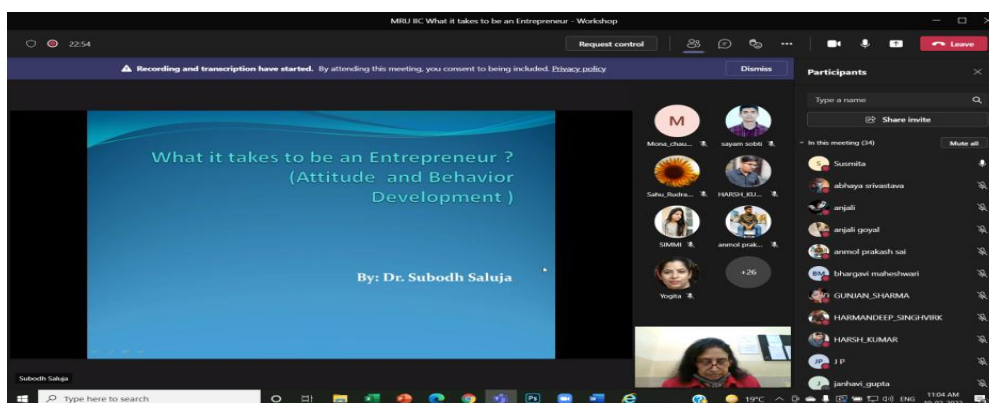 MRU IIC What it takes to be an Entrepreneur - Workshop
22:54
Request control
Leave
Recording and transcription have started. By attending this meeting, you consent to being included. Privacy policy
Dismiss
Participants
Type a name
Share invite
In this meeting (34)
Mute all
Susmita
abhaya srivastava
anjali
anjali goyal
anmol prakash sai
BM bhargavi maheshwari
GUNJAN_SHARMA
HARMANDEEP_SINGHVIRK
HARSH_KUMAR
JP J P
janhavi_gupta
What it takes to be an Entrepreneur ?
(Attitude and Behavior
Development )
By: Dr. Subodh Saluja
M
Mona_chau...
sayam sobti
Sahu_Rudra...
HARSH_KU...
SIMMI
anmol prak...
Yogita
+26
Subodh Saluja
Type here to search
19°C
ENG
11:04 AM